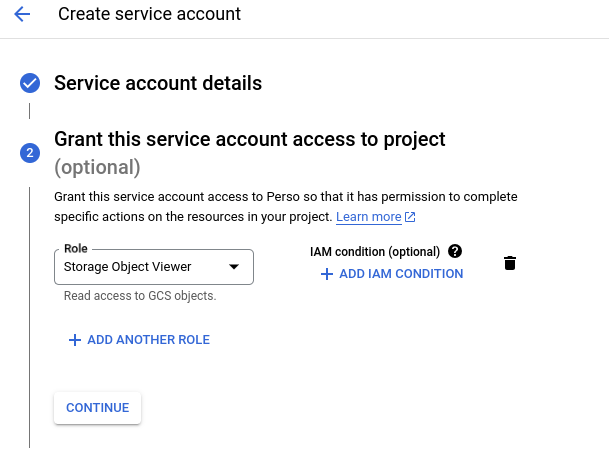 Create service account
Service account details
2
Grant this service account access to project
(optional)
Grant this service account access to Perso so that it has permission to complete
specific actions on the resources in your project. Learn more
Role
Storage Object Viewer
Read access to GCS objects.
IAM condition (optional) ?
+ ADD IAM CONDITION
+ ADD ANOTHER ROLE
CONTINUE